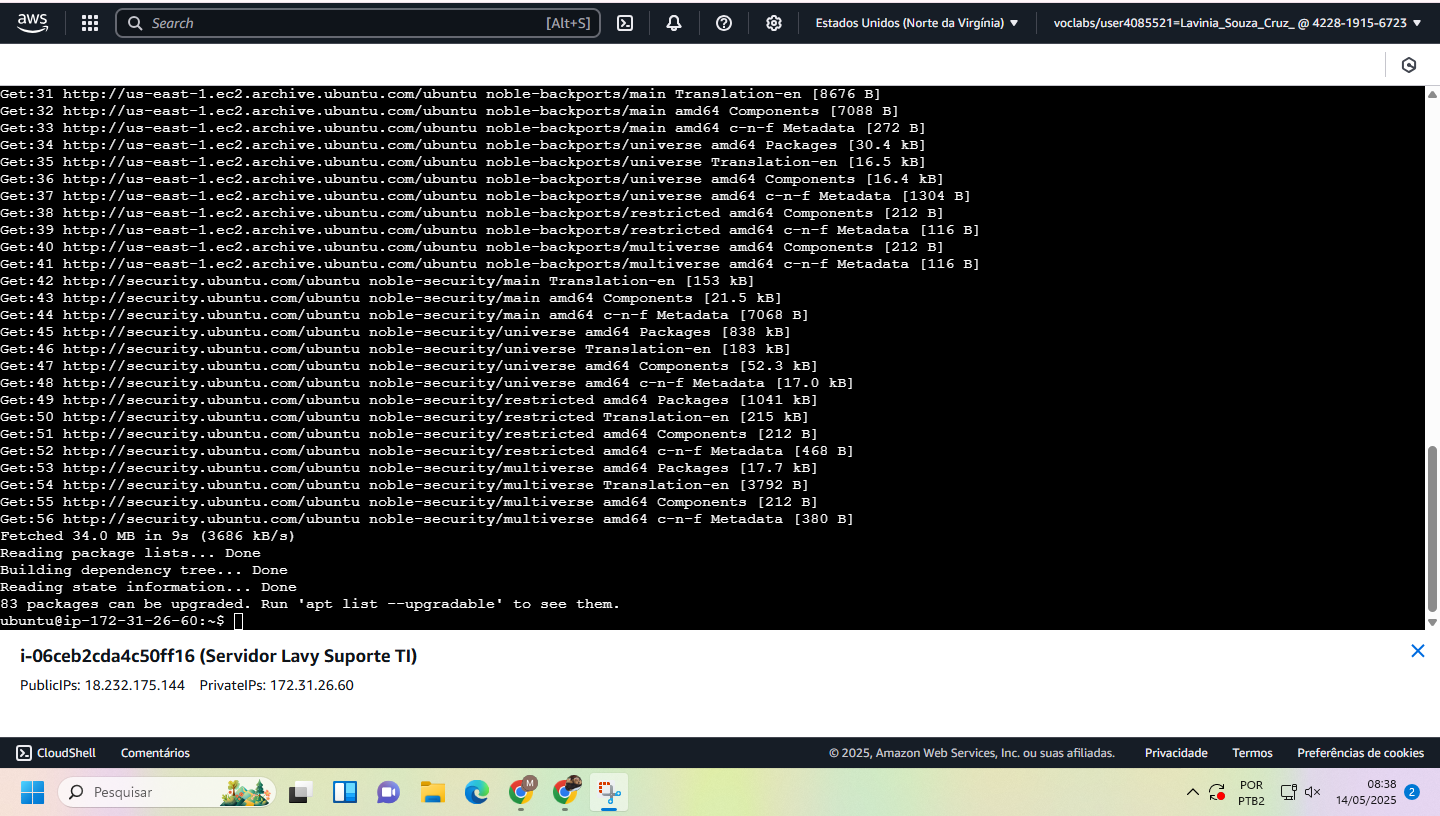 aws
Search [Alt+S]
Estados Unidos (Norte da Virgínia)
voclabs/user4085521=Lavinia_Souza_Cruz_ @ 4228-1915-6723
Get:31 http://us-east-1.ec2.archive.ubuntu.com/ubuntu noble-backports/main Translation-en [8676 B]
Get:32 http://us-east-1.ec2.archive.ubuntu.com/ubuntu noble-backports/main amd64 Components [7088 B]
Get:33 http://us-east-1.ec2.archive.ubuntu.com/ubuntu noble-backports/main amd64 c-n-f Metadata [272 B]
Get:34 http://us-east-1.ec2.archive.ubuntu.com/ubuntu noble-backports/universe amd64 Packages [30.4 kB]
Get:35 http://us-east-1.ec2.archive.ubuntu.com/ubuntu noble-backports/universe Translation-en [16.5 kB]
Get:36 http://us-east-1.ec2.archive.ubuntu.com/ubuntu noble-backports/universe amd64 Components [16.4 kB]
Get:37 http://us-east-1.ec2.archive.ubuntu.com/ubuntu noble-backports/universe amd64 c-n-f Metadata [1304 B]
Get:38 http://us-east-1.ec2.archive.ubuntu.com/ubuntu noble-backports/restricted amd64 Components [212 B]
Get:39 http://us-east-1.ec2.archive.ubuntu.com/ubuntu noble-backports/restricted amd64 c-n-f Metadata [116 B]
Get:40 http://us-east-1.ec2.archive.ubuntu.com/ubuntu noble-backports/multiverse amd64 Components [212 B]
Get:41 http://us-east-1.ec2.archive.ubuntu.com/ubuntu noble-backports/multiverse amd64 c-n-f Metadata [116 B]
Get:42 http://security.ubuntu.com/ubuntu noble-security/main Translation-en [153 kB]
Get:43 http://security.ubuntu.com/ubuntu noble-security/main amd64 Components [21.5 kB]
Get:44 http://security.ubuntu.com/ubuntu noble-security/main amd64 c-n-f Metadata [7068 B]
Get:45 http://security.ubuntu.com/ubuntu noble-security/universe amd64 Packages [838 kB]
Get:46 http://security.ubuntu.com/ubuntu noble-security/universe Translation-en [183 kB]
Get:47 http://security.ubuntu.com/ubuntu noble-security/universe amd64 Components [52.3 kB]
Get:48 http://security.ubuntu.com/ubuntu noble-security/universe amd64 c-n-f Metadata [17.0 kB]
Get:49 http://security.ubuntu.com/ubuntu noble-security/restricted amd64 Packages [1041 kB]
Get:50 http://security.ubuntu.com/ubuntu noble-security/restricted Translation-en [215 kB]
Get:51 http://security.ubuntu.com/ubuntu noble-security/restricted amd64 Components [212 B]
Get:52 http://security.ubuntu.com/ubuntu noble-security/restricted amd64 c-n-f Metadata [468 B]
Get:53 http://security.ubuntu.com/ubuntu noble-security/multiverse amd64 Packages [17.7 kB]
Get:54 http://security.ubuntu.com/ubuntu noble-security/multiverse Translation-en [3792 B]
Get:55 http://security.ubuntu.com/ubuntu noble-security/multiverse amd64 Components [212 B]
Get:56 http://security.ubuntu.com/ubuntu noble-security/multiverse amd64 c-n-f Metadata [380 B]
Fetched 34.0 MB in 9s (3686 kB/s)
Reading package lists... Done
Building dependency tree... Done
Reading state information... Done
83 packages can be upgraded. Run 'apt list --upgradable' to see them.
ubuntu@ip-172-31-26-60:~$
i-06ceb2cda4c50ff16 (Servidor Lavy Suporte TI)
PublicIPs: 18.232.175.144 PrivateIPs: 172.31.26.60
CloudShell Comentários © 2025, Amazon Web Services, Inc. ou suas afiliadas. Privacidade Termos Preferências de cookies
Pesquisar
M
POR
PTB2
08:38
14/05/2025
2